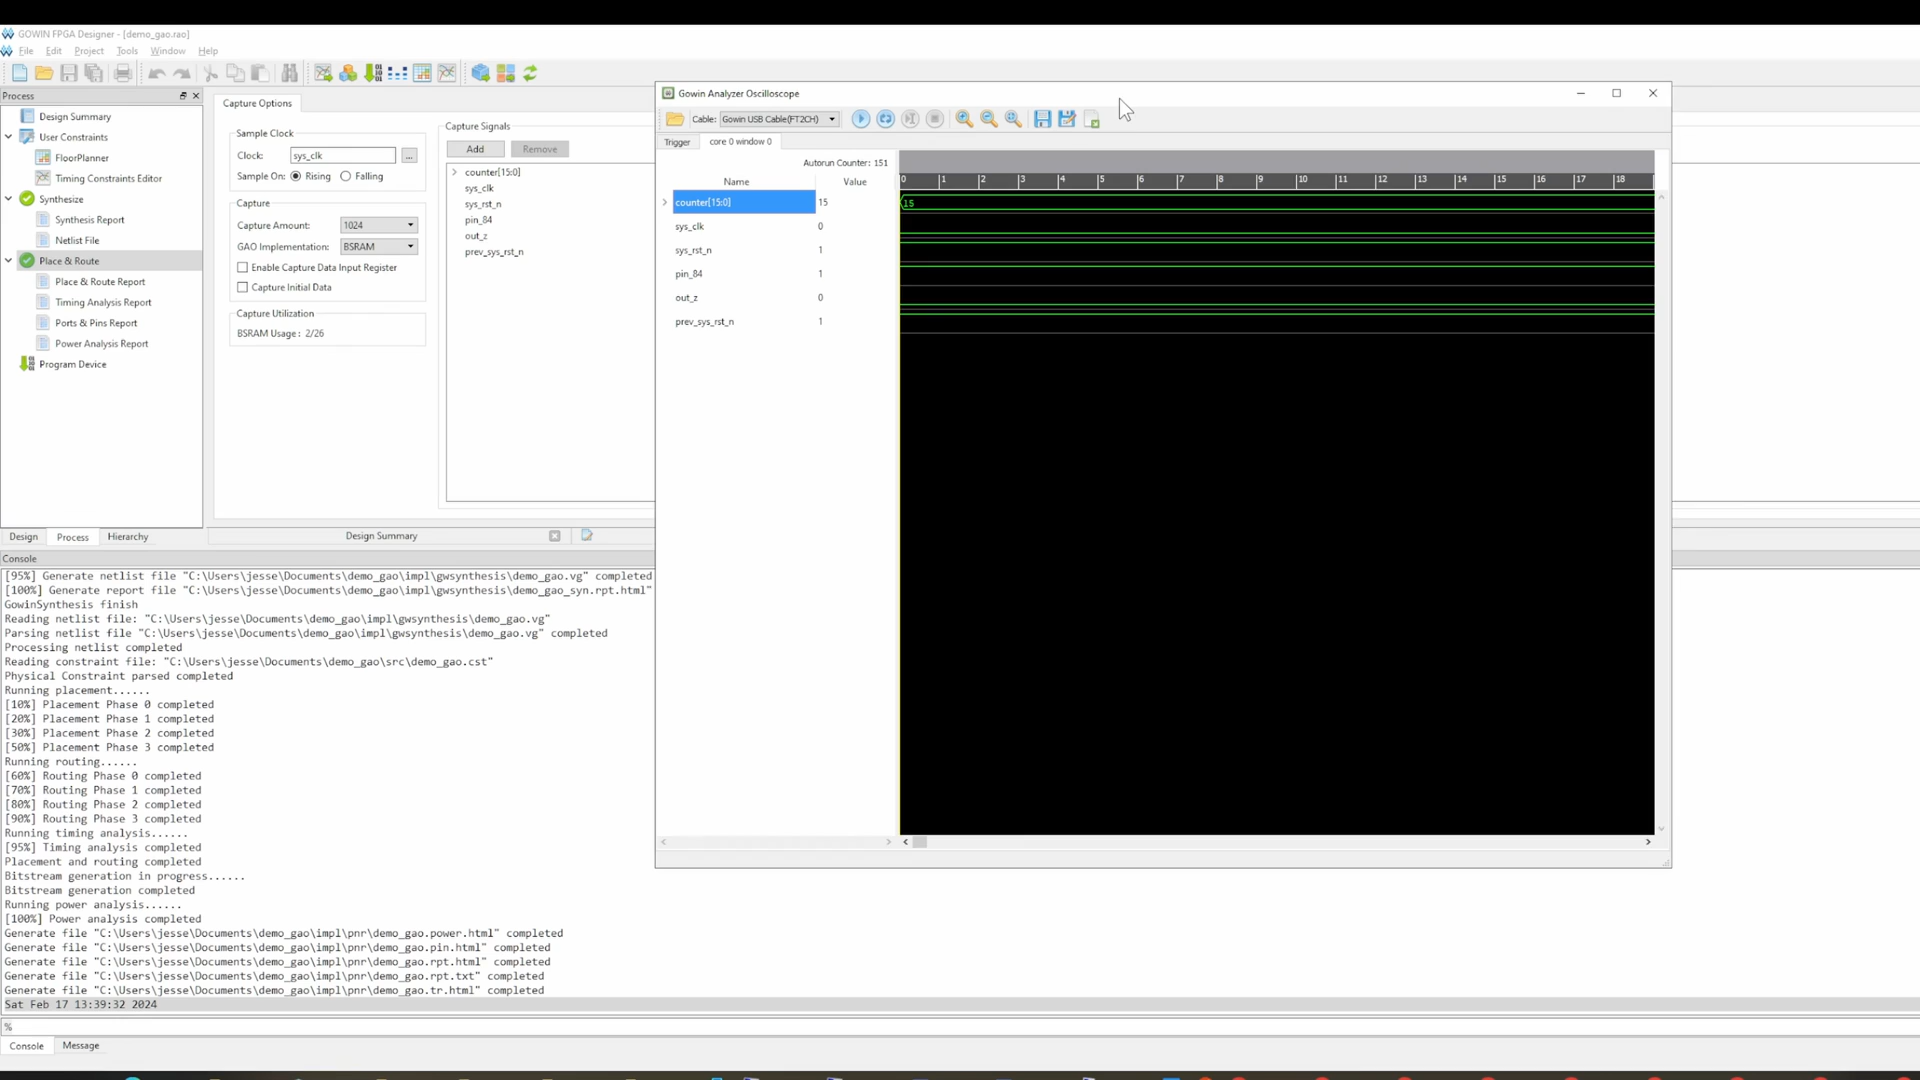 GOWIN FPGA Designer - [demo_gao.rao]
File Edit Project Tools Window Help
Process
Design Summary
User Constraints
FloorPlanner
Timing Constraints Editor
Synthesize
Synthesis Report
Netlist File
Place & Route
Place & Route Report
Timing Analysis Report
Ports & Pins Report
Power Analysis Report
Program Device
Design Process Hierarchy
Capture Options
Sample Clock
Clock: sys_clk ...
Sample On: Rising Falling
Capture
Capture Amount: 1024
GAO Implementation: BSRAM
Enable Capture Data Input Register
Capture Initial Data
Capture Utilization
BSRAM Usage : 2/26
Capture Signals
Add Remove
counter[15:0]
sys_clk
sys_rst_n
pin_84
out_z
prev_sys_rst_n
Design Summary
Gowin Analyzer Oscilloscope
Cable: Gowin USB Cable(FT2CH)
Trigger core 0 window 0
Autorun Counter: 151
Name Value
0 1 2 3 4 5 6 7 8 9 10 11 12 13 14 15 16 17 18
counter[15:0] 15 15
sys_clk 0
sys_rst_n 1
pin_84 1
out_z 0
prev_sys_rst_n 1
Console
[95%] Generate netlist file "C:\Users\jesse\Documents\demo_gao\impl\gwsynthesis\demo_gao.vg" completed
[100%] Generate report file "C:\Users\jesse\Documents\demo_gao\impl\gwsynthesis\demo_gao_syn.rpt.html"
GowinSynthesis finish
Reading netlist file: "C:\Users\jesse\Documents\demo_gao\impl\gwsynthesis\demo_gao.vg"
Parsing netlist file "C:\Users\jesse\Documents\demo_gao\impl\gwsynthesis\demo_gao.vg" completed
Processing netlist completed
Reading constraint file: "C:\Users\jesse\Documents\demo_gao\src\demo_gao.cst"
Physical Constraint parsed completed
Running placement......
[10%] Placement Phase 0 completed
[20%] Placement Phase 1 completed
[30%] Placement Phase 2 completed
[50%] Placement Phase 3 completed
Running routing......
[60%] Routing Phase 0 completed
[70%] Routing Phase 1 completed
[80%] Routing Phase 2 completed
[90%] Routing Phase 3 completed
Running timing analysis......
[95%] Timing analysis completed
Placement and routing completed
Bitstream generation in progress......
Bitstream generation completed
Running power analysis......
[100%] Power analysis completed
Generate file "C:\Users\jesse\Documents\demo_gao\impl\pnr\demo_gao.power.html" completed
Generate file "C:\Users\jesse\Documents\demo_gao\impl\pnr\demo_gao.pin.html" completed
Generate file "C:\Users\jesse\Documents\demo_gao\impl\pnr\demo_gao.rpt.html" completed
Generate file "C:\Users\jesse\Documents\demo_gao\impl\pnr\demo_gao.rpt.txt" completed
Generate file "C:\Users\jesse\Documents\demo_gao\impl\pnr\demo_gao.tr.html" completed
Sat Feb 17 13:39:32 2024
%
Console Message